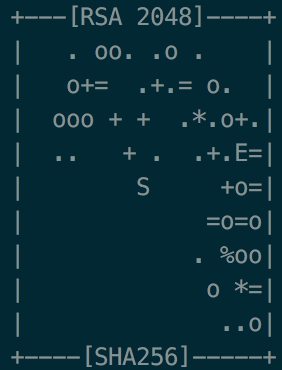 +---[RSA 2048]----+
|   . oo. .o .    |
|   o+=  .+.= o.  |
|  ooo + +  .*.o+.|
|  ..   + .  .+.E=|
|        S     +o=|
|             =o=o|
|            . %oo|
|             o *=|
|              ..o|
+----[SHA256]-----+